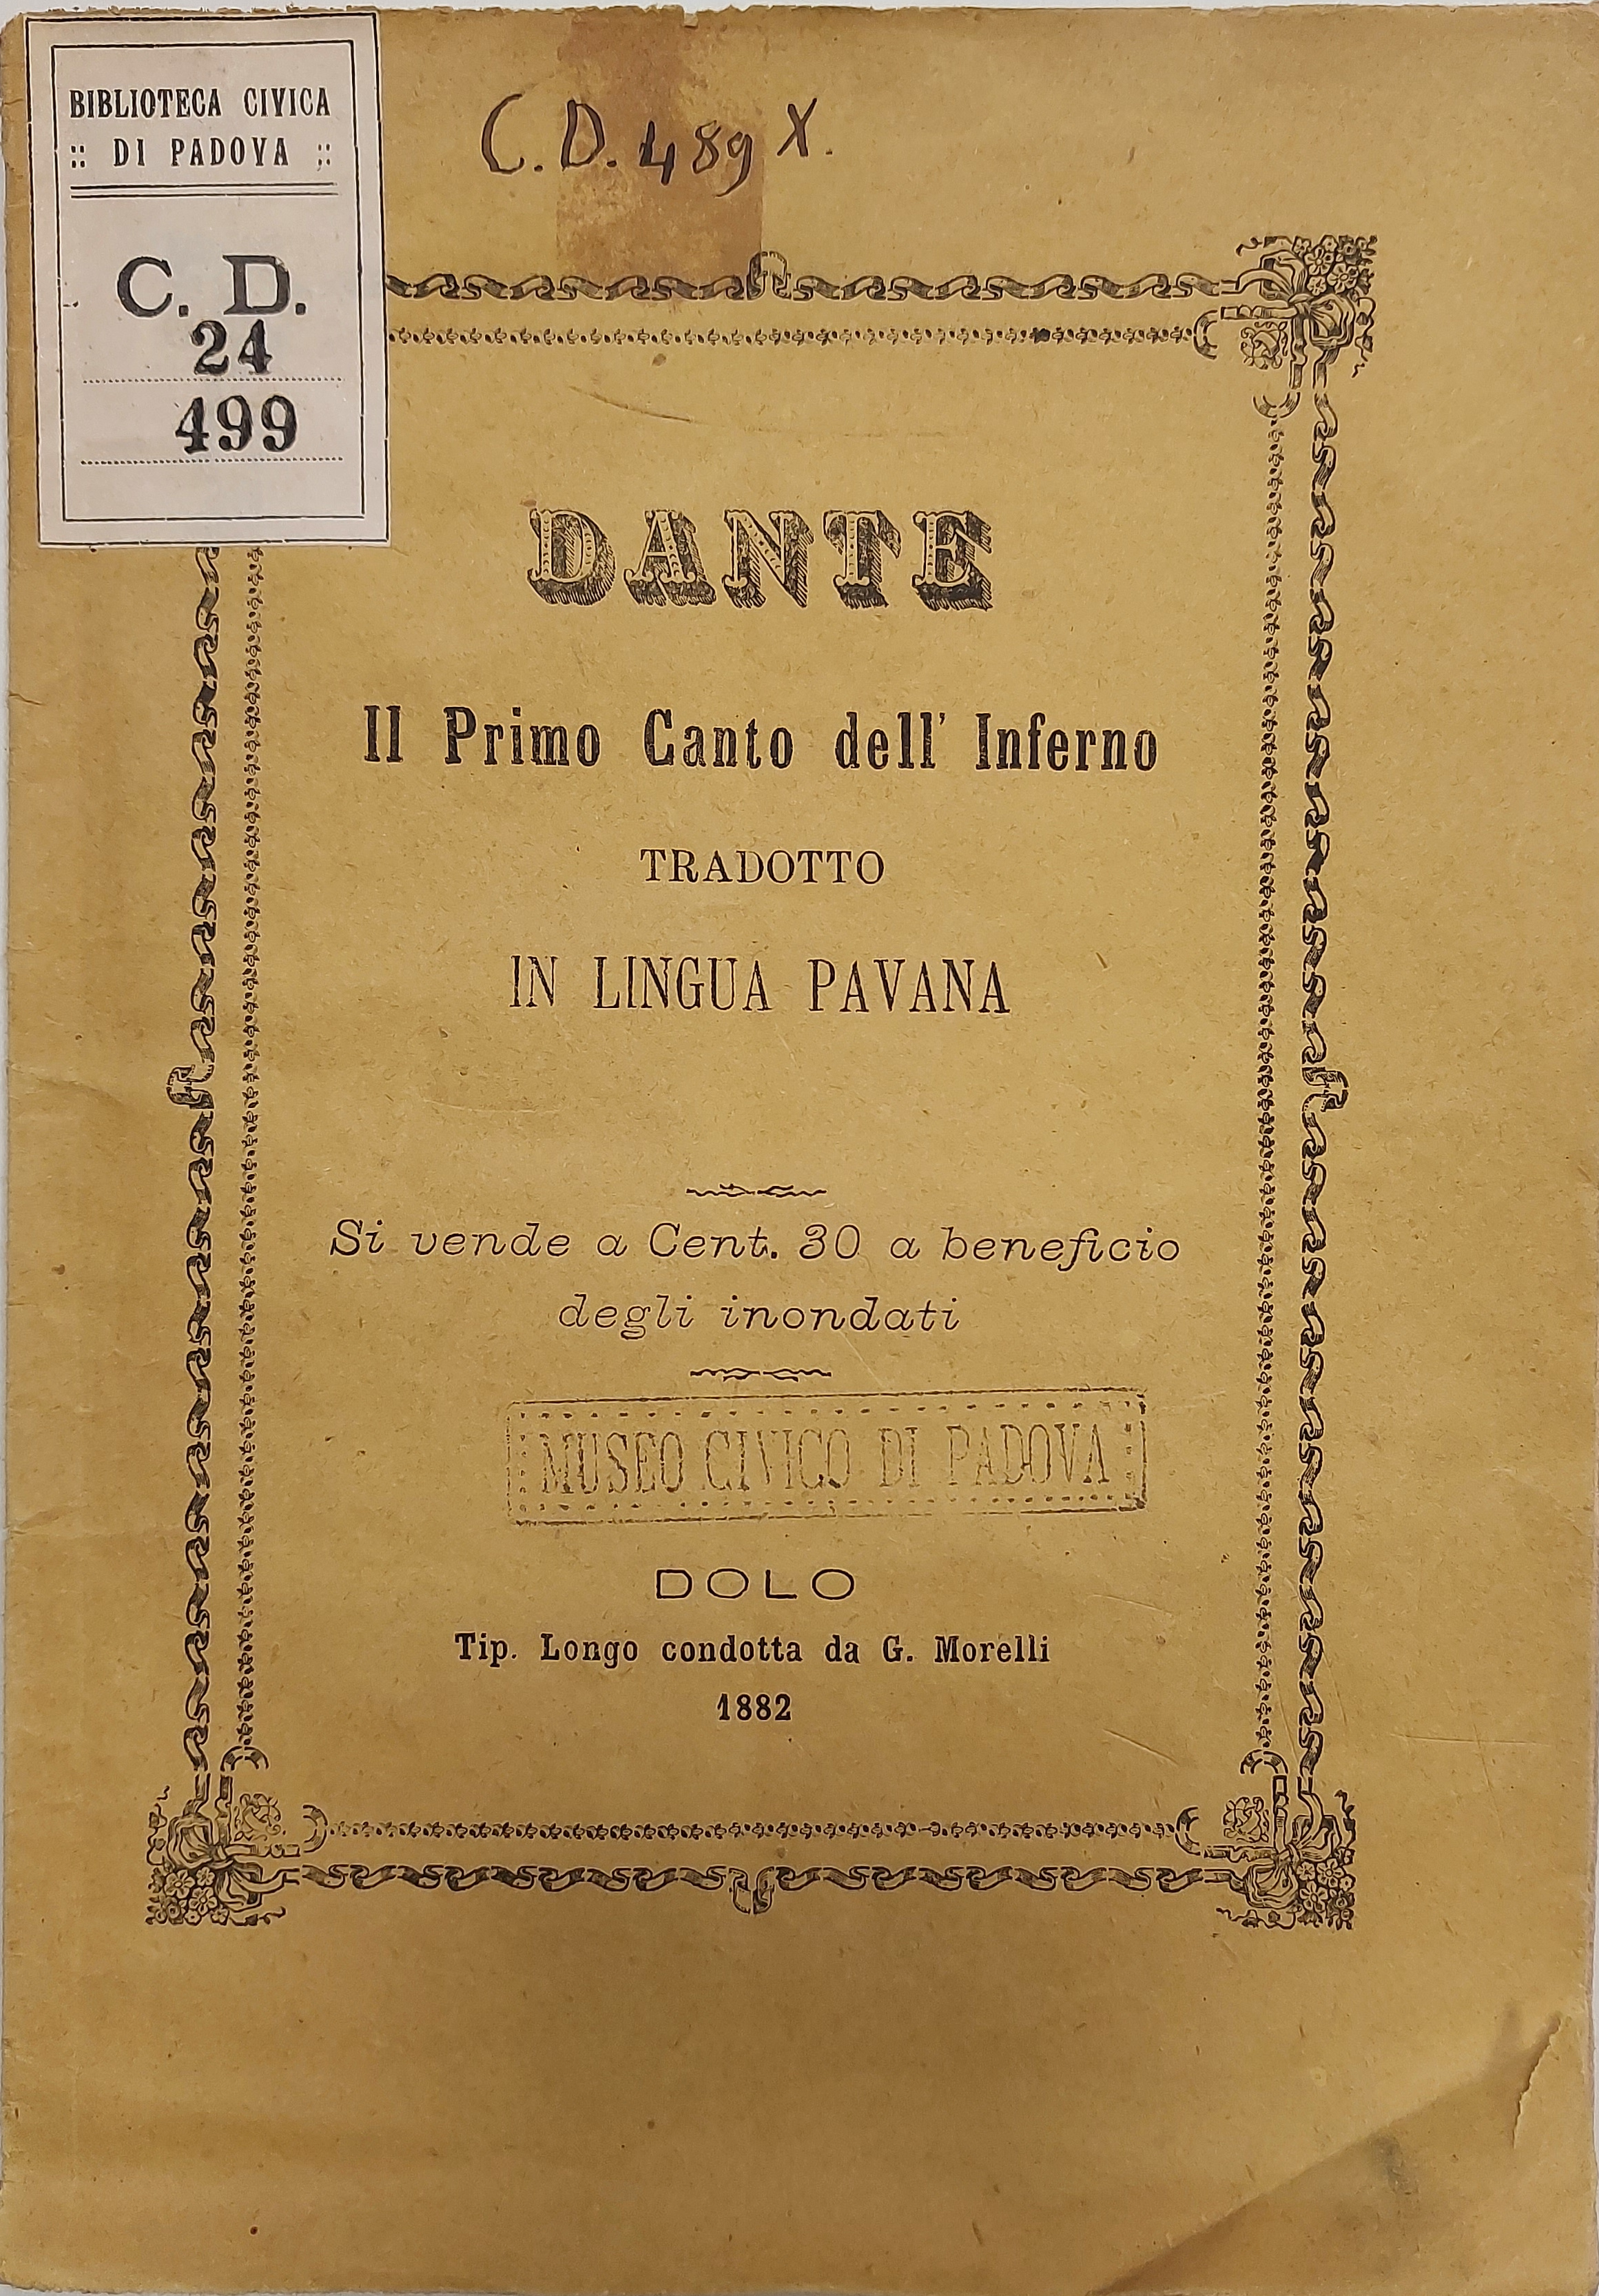 BIBLIOTECA CIVICA
:: DI PADOVA ::
C. D.
24
499
C. D. 489 X.
DANTE
Il Primo Canto dell' Inferno
TRADOTTO
IN LINGUA PAVANA
Si vende a Cent. 30 a beneficio
degli inondati
MUSEO CIVICO DI PADOVA
DOLO
Tip. Longo condotta da G. Morelli
1882